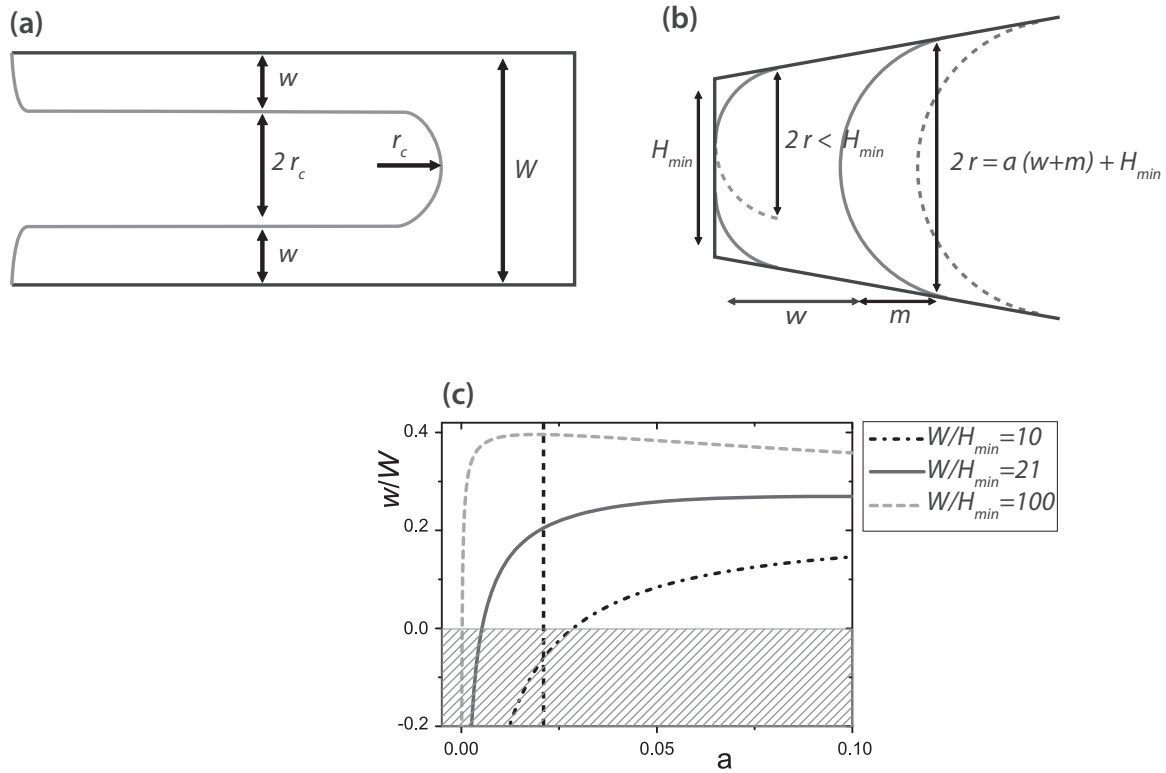 (a)
w
2 r_c
r_c
W
w
(b)
H_min
2 r < H_min
2 r = a (w+m) + H_min
w
m
(c)
w/W
0.4
0.2
0.0
-0.2
0.00
0.05
0.10
a
W/H_min=10
W/H_min=21
W/H_min=100